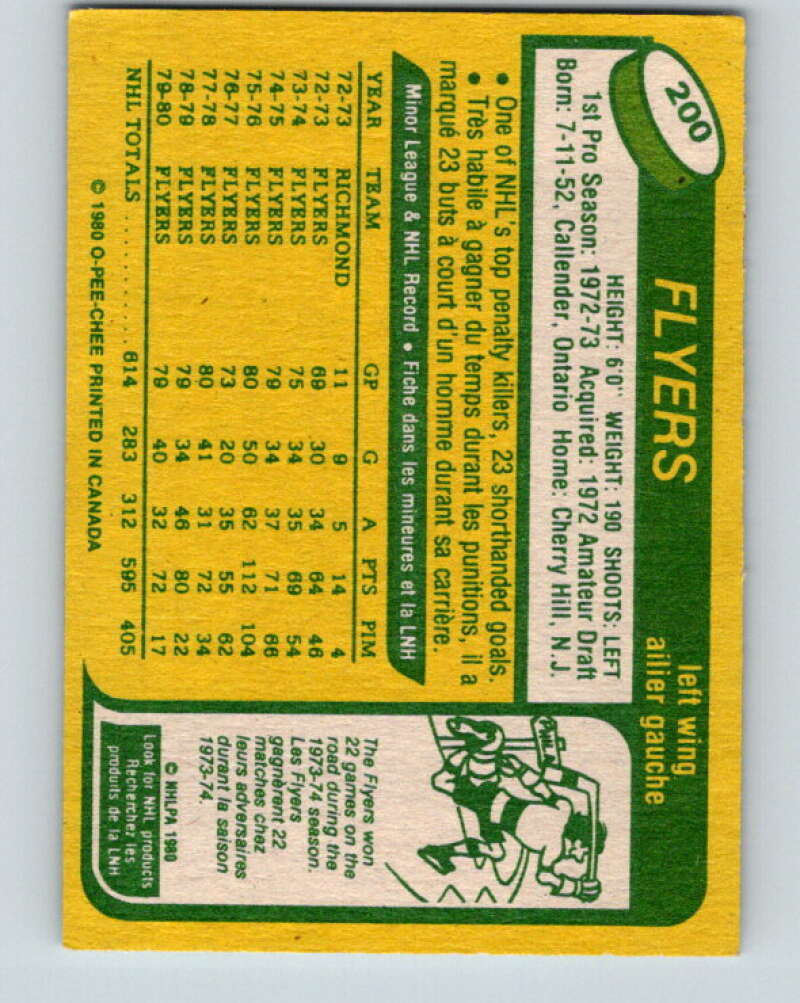 200
FLYERS
left wing
ailier gauche
HEIGHT: 6'0" WEIGHT: 190 SHOOTS: LEFT
1st Pro Season: 1972-73 Acquired: 1972 Amateur Draft
Born: 7-11-52, Callender, Ontario Home: Cherry Hill, N.J.
• One of NHL's top penalty killers, 23 shorthanded goals.
• Très habile à gagner du temps durant les punitions, il a
marqué 23 buts à court d'un homme durant sa carrière.
Minor League & NHL Record • Fiche dans les mineures et la LNH
YEAR TEAM GP G A PTS PIM
72-73 RICHMOND 11 9 5 14 4
72-73 FLYERS 69 30 34 64 46
73-74 FLYERS 75 34 35 69 54
74-75 FLYERS 79 34 37 71 66
75-76 FLYERS 80 50 62 112 104
76-77 FLYERS 73 20 35 55 62
77-78 FLYERS 80 41 31 72 34
78-79 FLYERS 79 34 46 80 22
79-80 FLYERS 79 40 32 72 17
NHL TOTALS ......... 614 283 312 595 405
© 1980 O-PEE-CHEE PRINTED IN CANADA
PHIL
The Flyers won
22 games on the
road during the
1973-74 season.
Les Flyers
gagnèrent 22
matches chez
leurs adversaires
durant la saison
1973-74.
© NHLPA 1980
Look for NHL products
Recherchez les
produits de la LNH